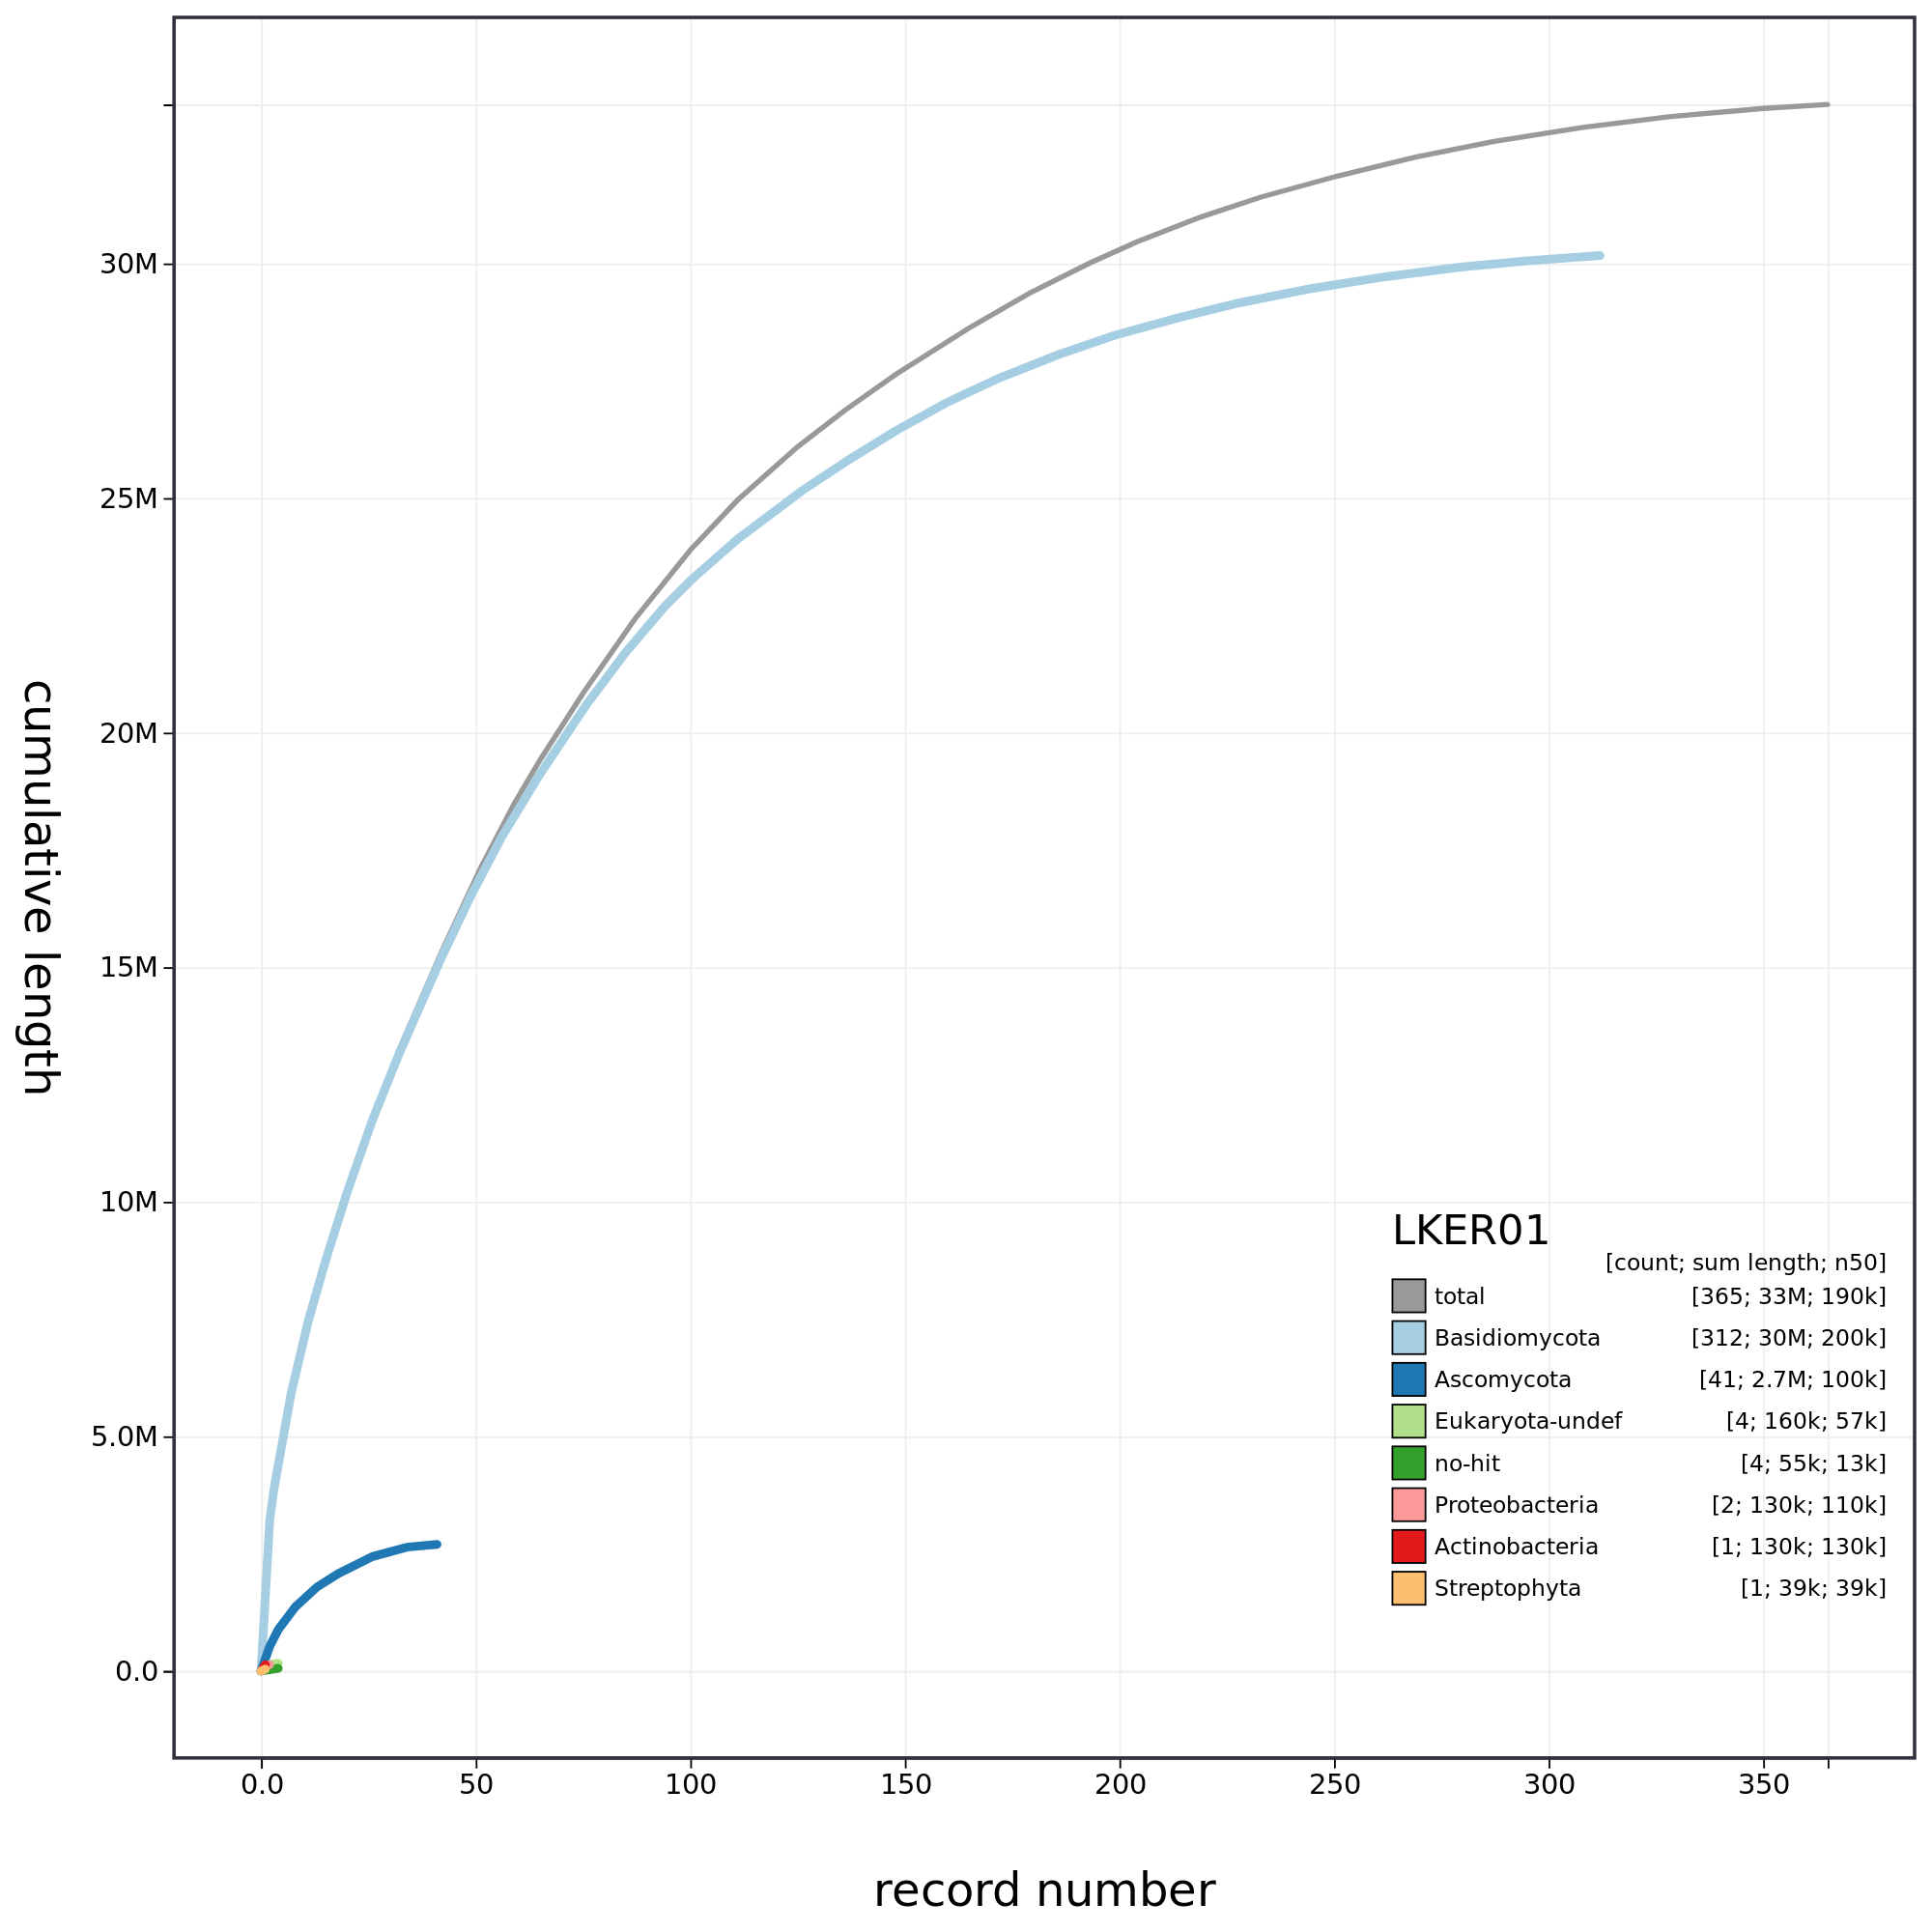 cumulative length
30M
25M
20M
15M
10M
5.0M
0.0
LKER01
[count; sum length; n50]
total [365; 33M; 190k]
Basidiomycota [312; 30M; 200k]
Ascomycota [41; 2.7M; 100k]
Eukaryota-undef [4; 160k; 57k]
no-hit [4; 55k; 13k]
Proteobacteria [2; 130k; 110k]
Actinobacteria [1; 130k; 130k]
Streptophyta [1; 39k; 39k]
0.0 50 100 150 200 250 300 350
record number